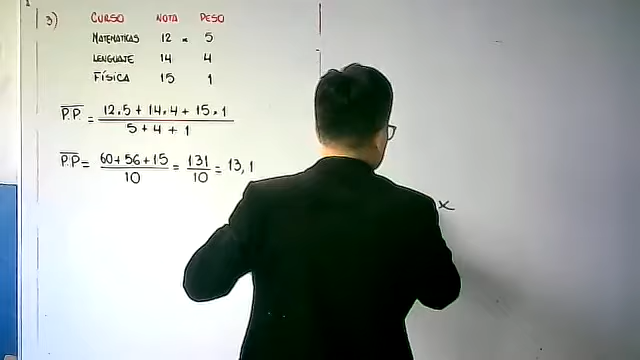 3) CURSO NOTA PESO
MATEMATICAS 12 × 5
LENGUAJE 14 4
FÍSICA 15 1
P.P. = 12.5 + 14.4 + 15.1
5 + 4 + 1
P.P = 60+56+15 = 131 = 13,1
10 10
x